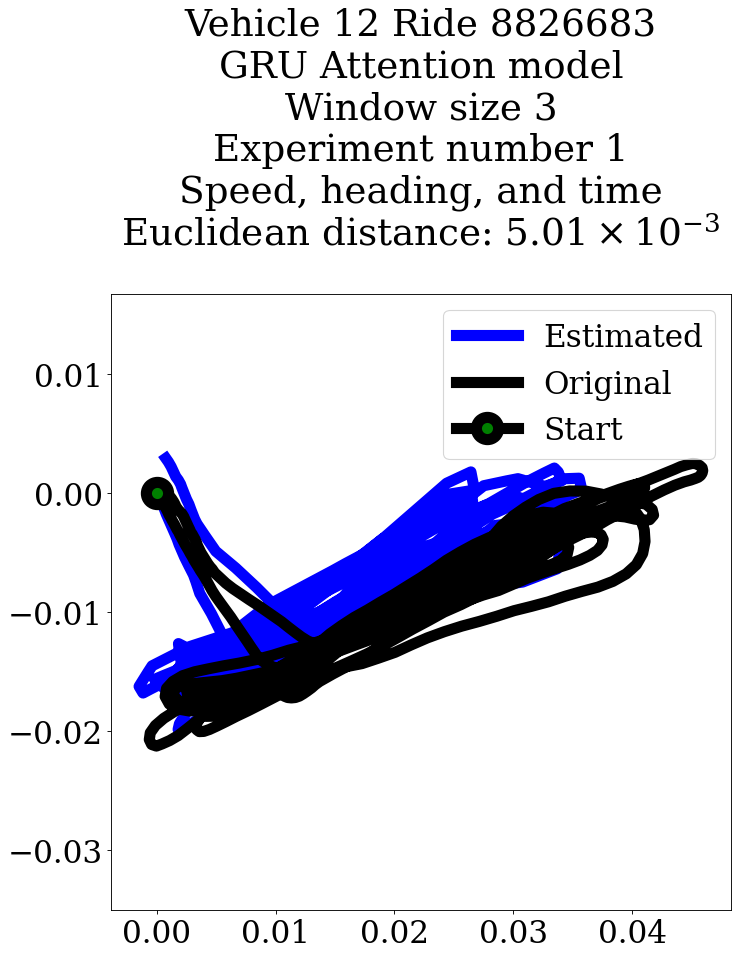 Vehicle 12 Ride 8826683
GRU Attention model
Window size 3
Experiment number 1
Speed, heading, and time
Euclidean distance: 5.01 × 10⁻³
Estimated
Original
Start
0.01
0.00
−0.01
−0.02
−0.03
0.00 0.01 0.02 0.03 0.04